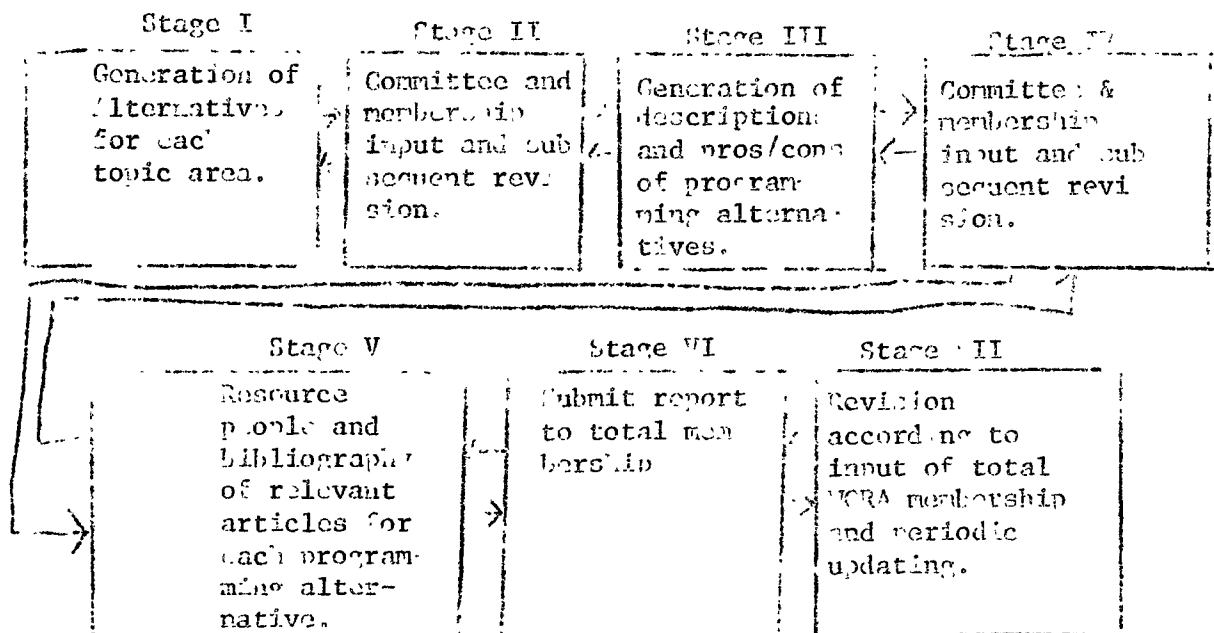 Stage I
Stage II
Stage III
Stage IV
Generation of
Alternatives
for each
topic area.
Committee and
membership
input and sub
sequent revi
sion.
Generation of
descriptions
and pros/cons
of program-
ming alterna-
tives.
Committee &
membership
input and sub
sequent revi
sion.
Stage V
Stage VI
Stage VII
Resource
people and
bibliography
of relevant
articles for
each program-
ming alter-
native.
Submit report
to total mem
bership
Revision
according to
input of total
membership
and periodic
updating.